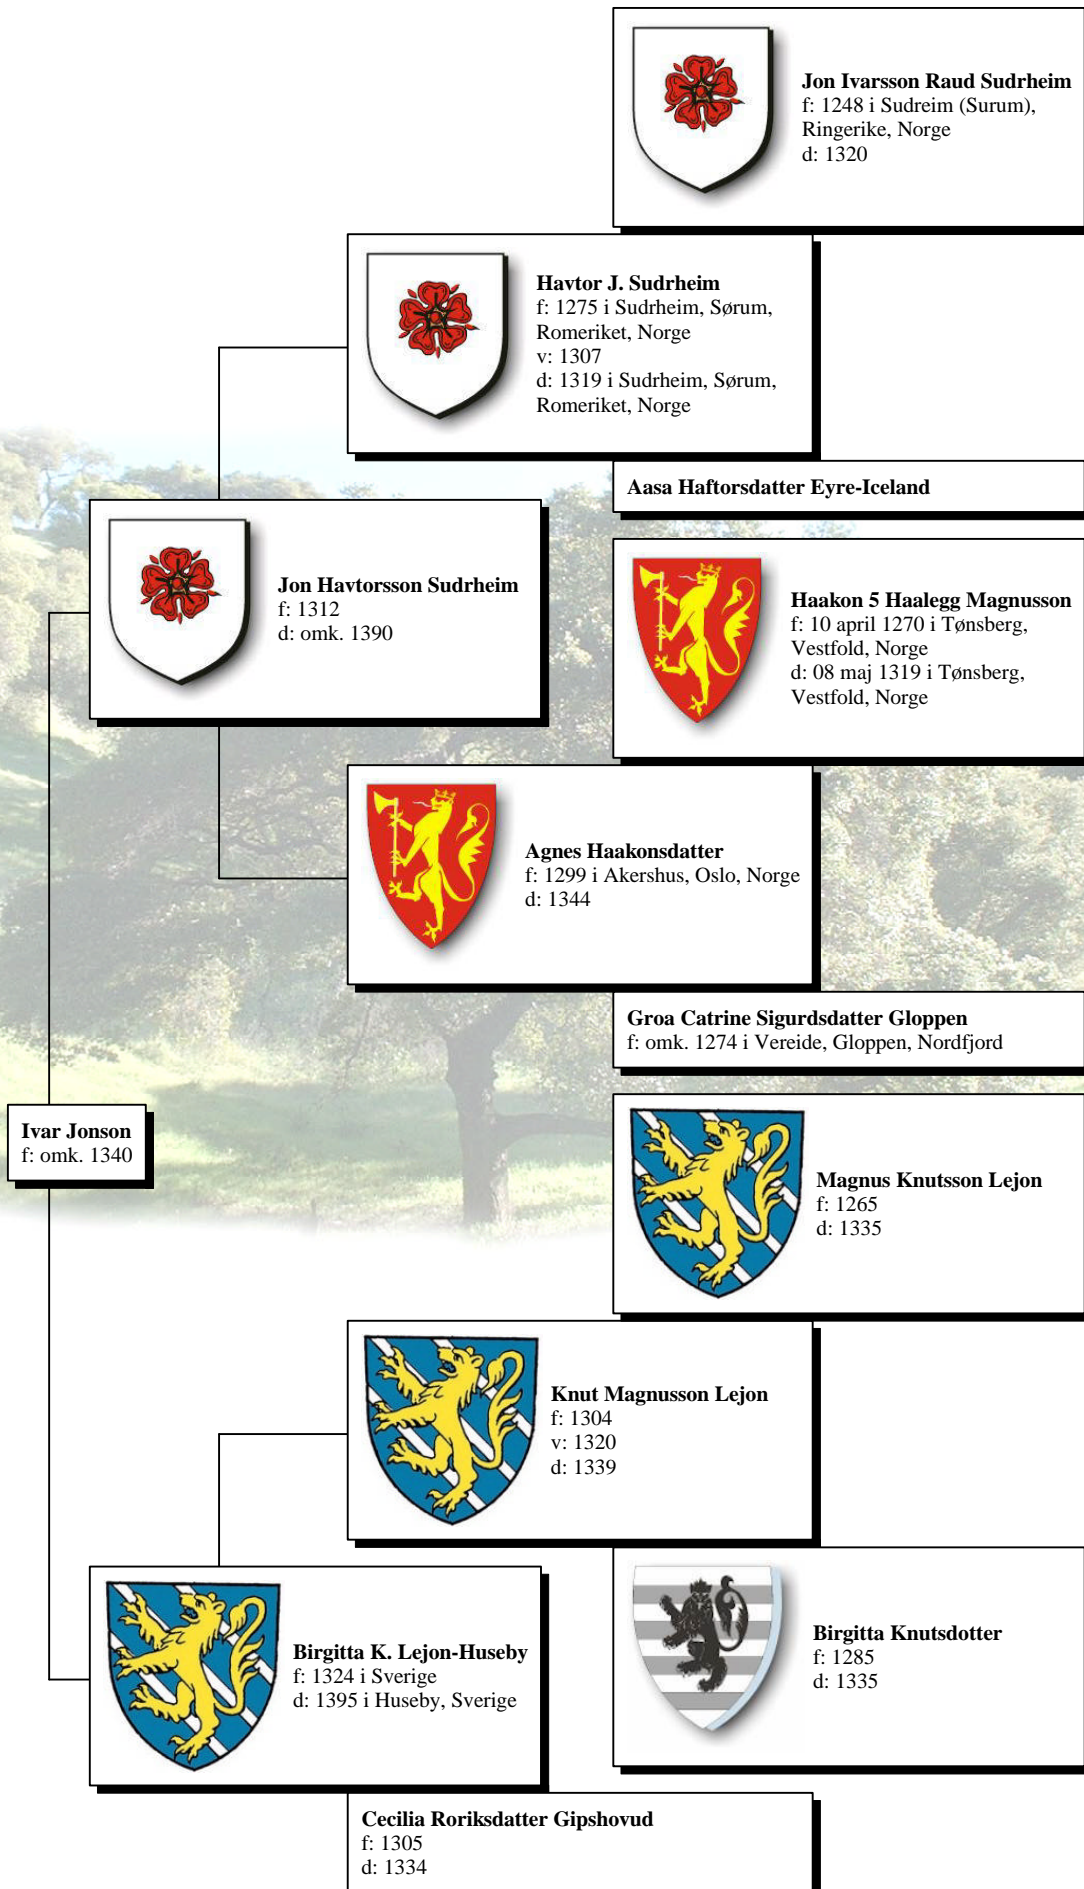 Jon Ivarsson Raud Sudrheim
f: 1248 i Sudreim (Surum),
Ringerike, Norge
d: 1320
Havtor J. Sudrheim
f: 1275 i Sudrheim, Sørum,
Romeriket, Norge
v: 1307
d: 1319 i Sudrheim, Sørum,
Romeriket, Norge
Aasa Haftorsdatter Eyre-Iceland
Jon Havtorsson Sudrheim
f: 1312
d: omk. 1390
Haakon 5 Haalegg Magnusson
f: 10 april 1270 i Tønsberg,
Vestfold, Norge
d: 08 maj 1319 i Tønsberg,
Vestfold, Norge
Agnes Haakonsdatter
f: 1299 i Akershus, Oslo, Norge
d: 1344
Groa Catrine Sigurdsdatter Gloppen
f: omk. 1274 i Vereide, Gloppen, Nordfjord
Ivar Jonson
f: omk. 1340
Magnus Knutsson Lejon
f: 1265
d: 1335
Knut Magnusson Lejon
f: 1304
v: 1320
d: 1339
Birgitta K. Lejon-Huseby
f: 1324 i Sverige
d: 1395 i Huseby, Sverige
Birgitta Knutsdotter
f: 1285
d: 1335
Cecilia Roriksdatter Gipshovud
f: 1305
d: 1334